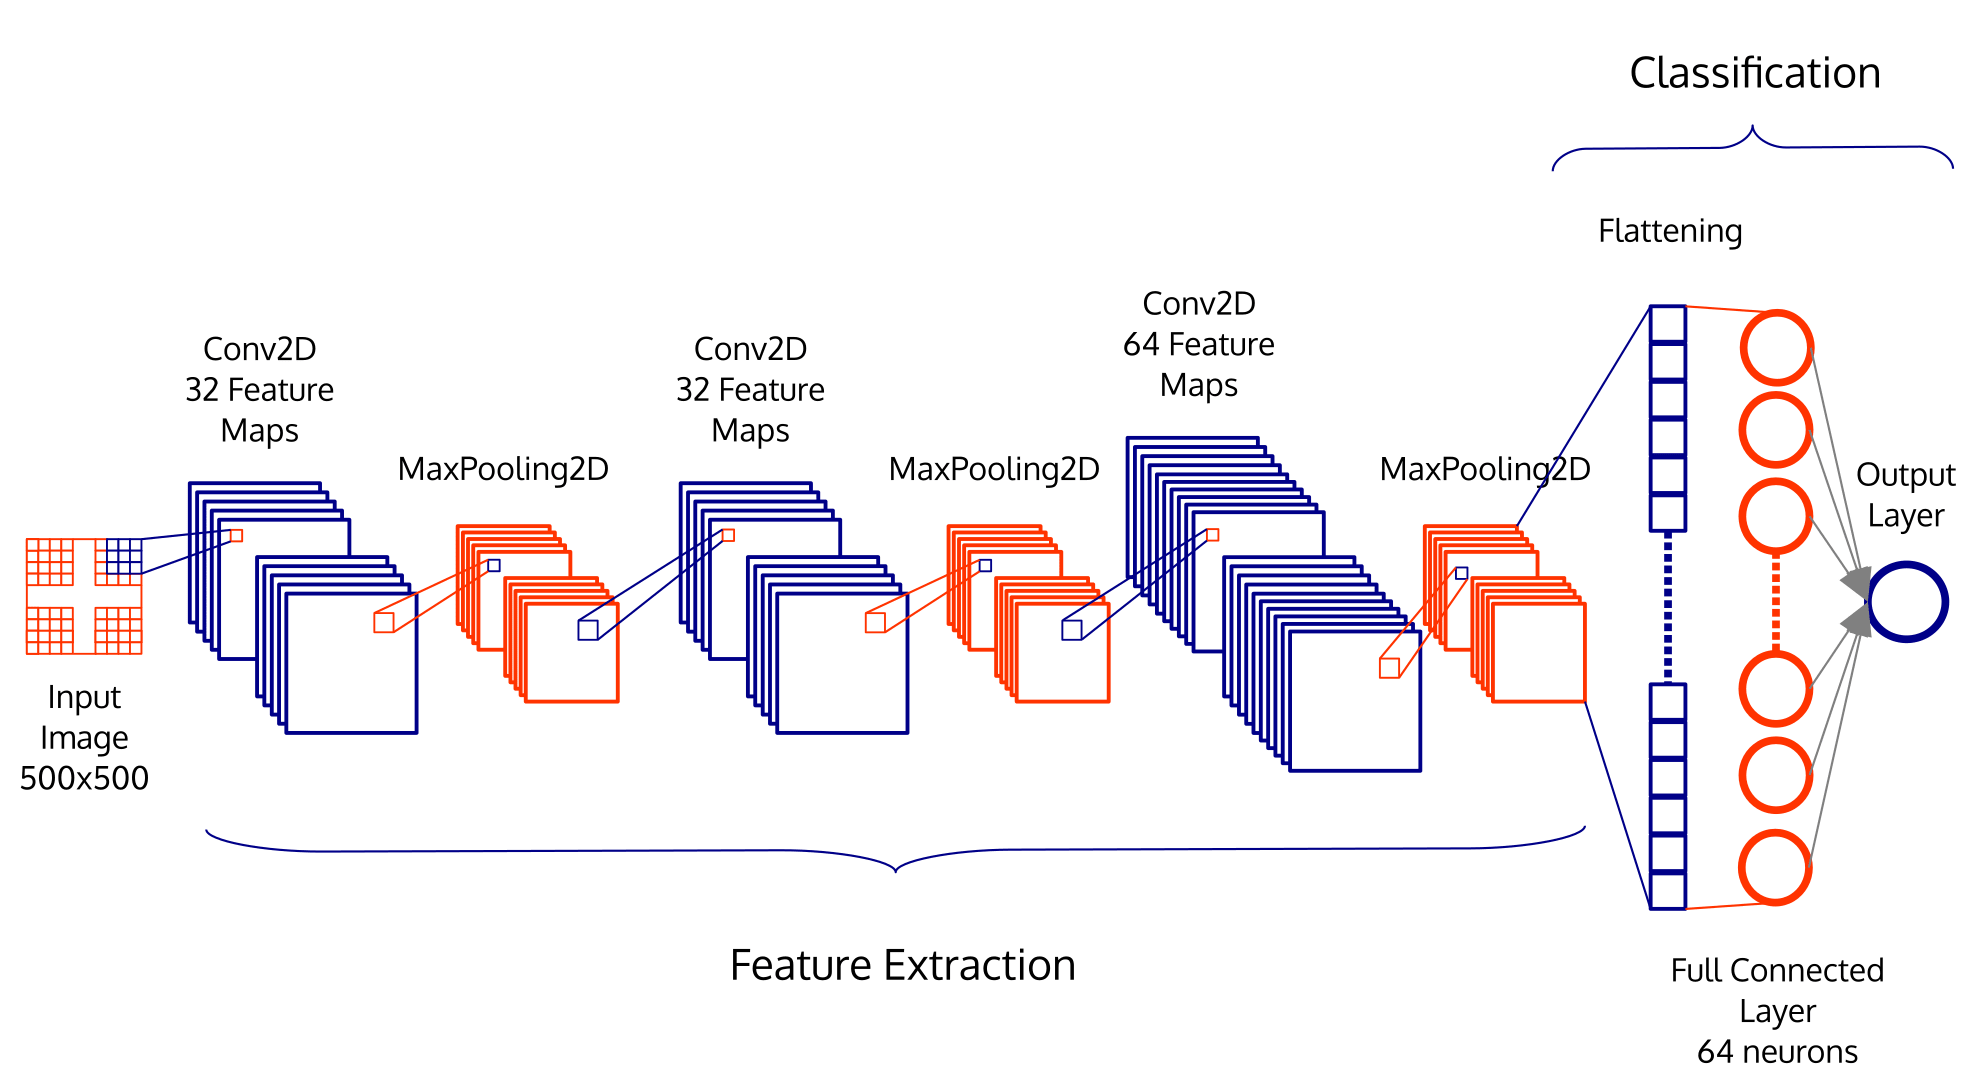 Classification
Flattening
Conv2D
32 Feature
Maps
MaxPooling2D
Conv2D
32 Feature
Maps
MaxPooling2D
Conv2D
64 Feature
Maps
MaxPooling2D
Output
Layer
Input
Image
500x500
Feature Extraction
Full Connected
Layer
64 neurons